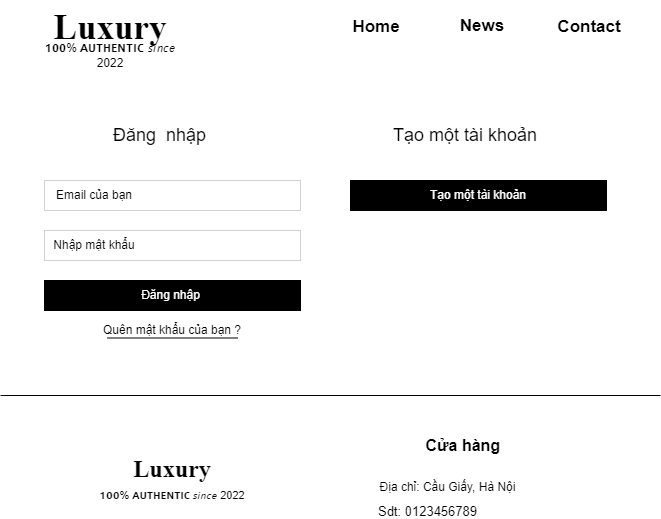 Luxury
100% AUTHENTIC since
2022
Home News Contact
Đăng nhập
Email của bạn
Nhập mật khẩu
Đăng nhập
Quên mật khẩu của bạn ?
Tạo một tài khoản
Tạo một tài khoản
Luxury
100% AUTHENTIC since 2022
Cửa hàng
Địa chỉ: Cầu Giấy, Há Nội
Sdt: 0123456789